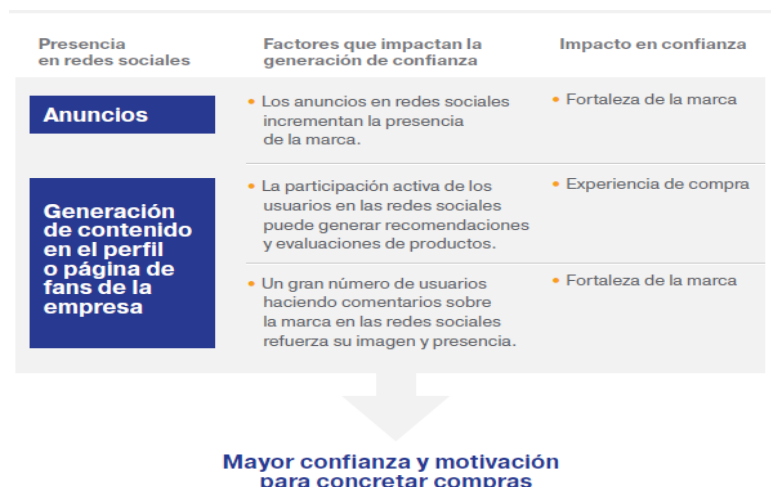 Presencia
en redes sociales
Factores que impactan la
generación de confianza
Impacto en confianza
Anuncios
• Los anuncios en redes sociales
incrementan la presencia
de la marca.
• Fortaleza de la marca
Generación
de contenido
en el perfil
o página de
fans de la
empresa
• La participación activa de los
usuarios en las redes sociales
puede generar recomendaciones
y evaluaciones de productos.
• Experiencia de compra
• Un gran número de usuarios
haciendo comentarios sobre
la marca en las redes sociales
refuerza su imagen y presencia.
• Fortaleza de la marca
Mayor confianza y motivación
para concretar compras